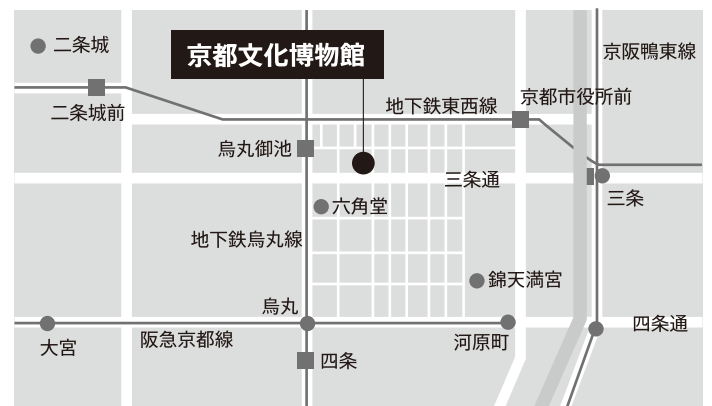 二条城
京都文化博物館
京阪鴨東線
二条城前
地下鉄東西線
京都市役所前
烏丸御池
三条通
三条
六角堂
地下鉄烏丸線
錦天満宮
烏丸
大宮
阪急京都線
河原町
四条通
四条